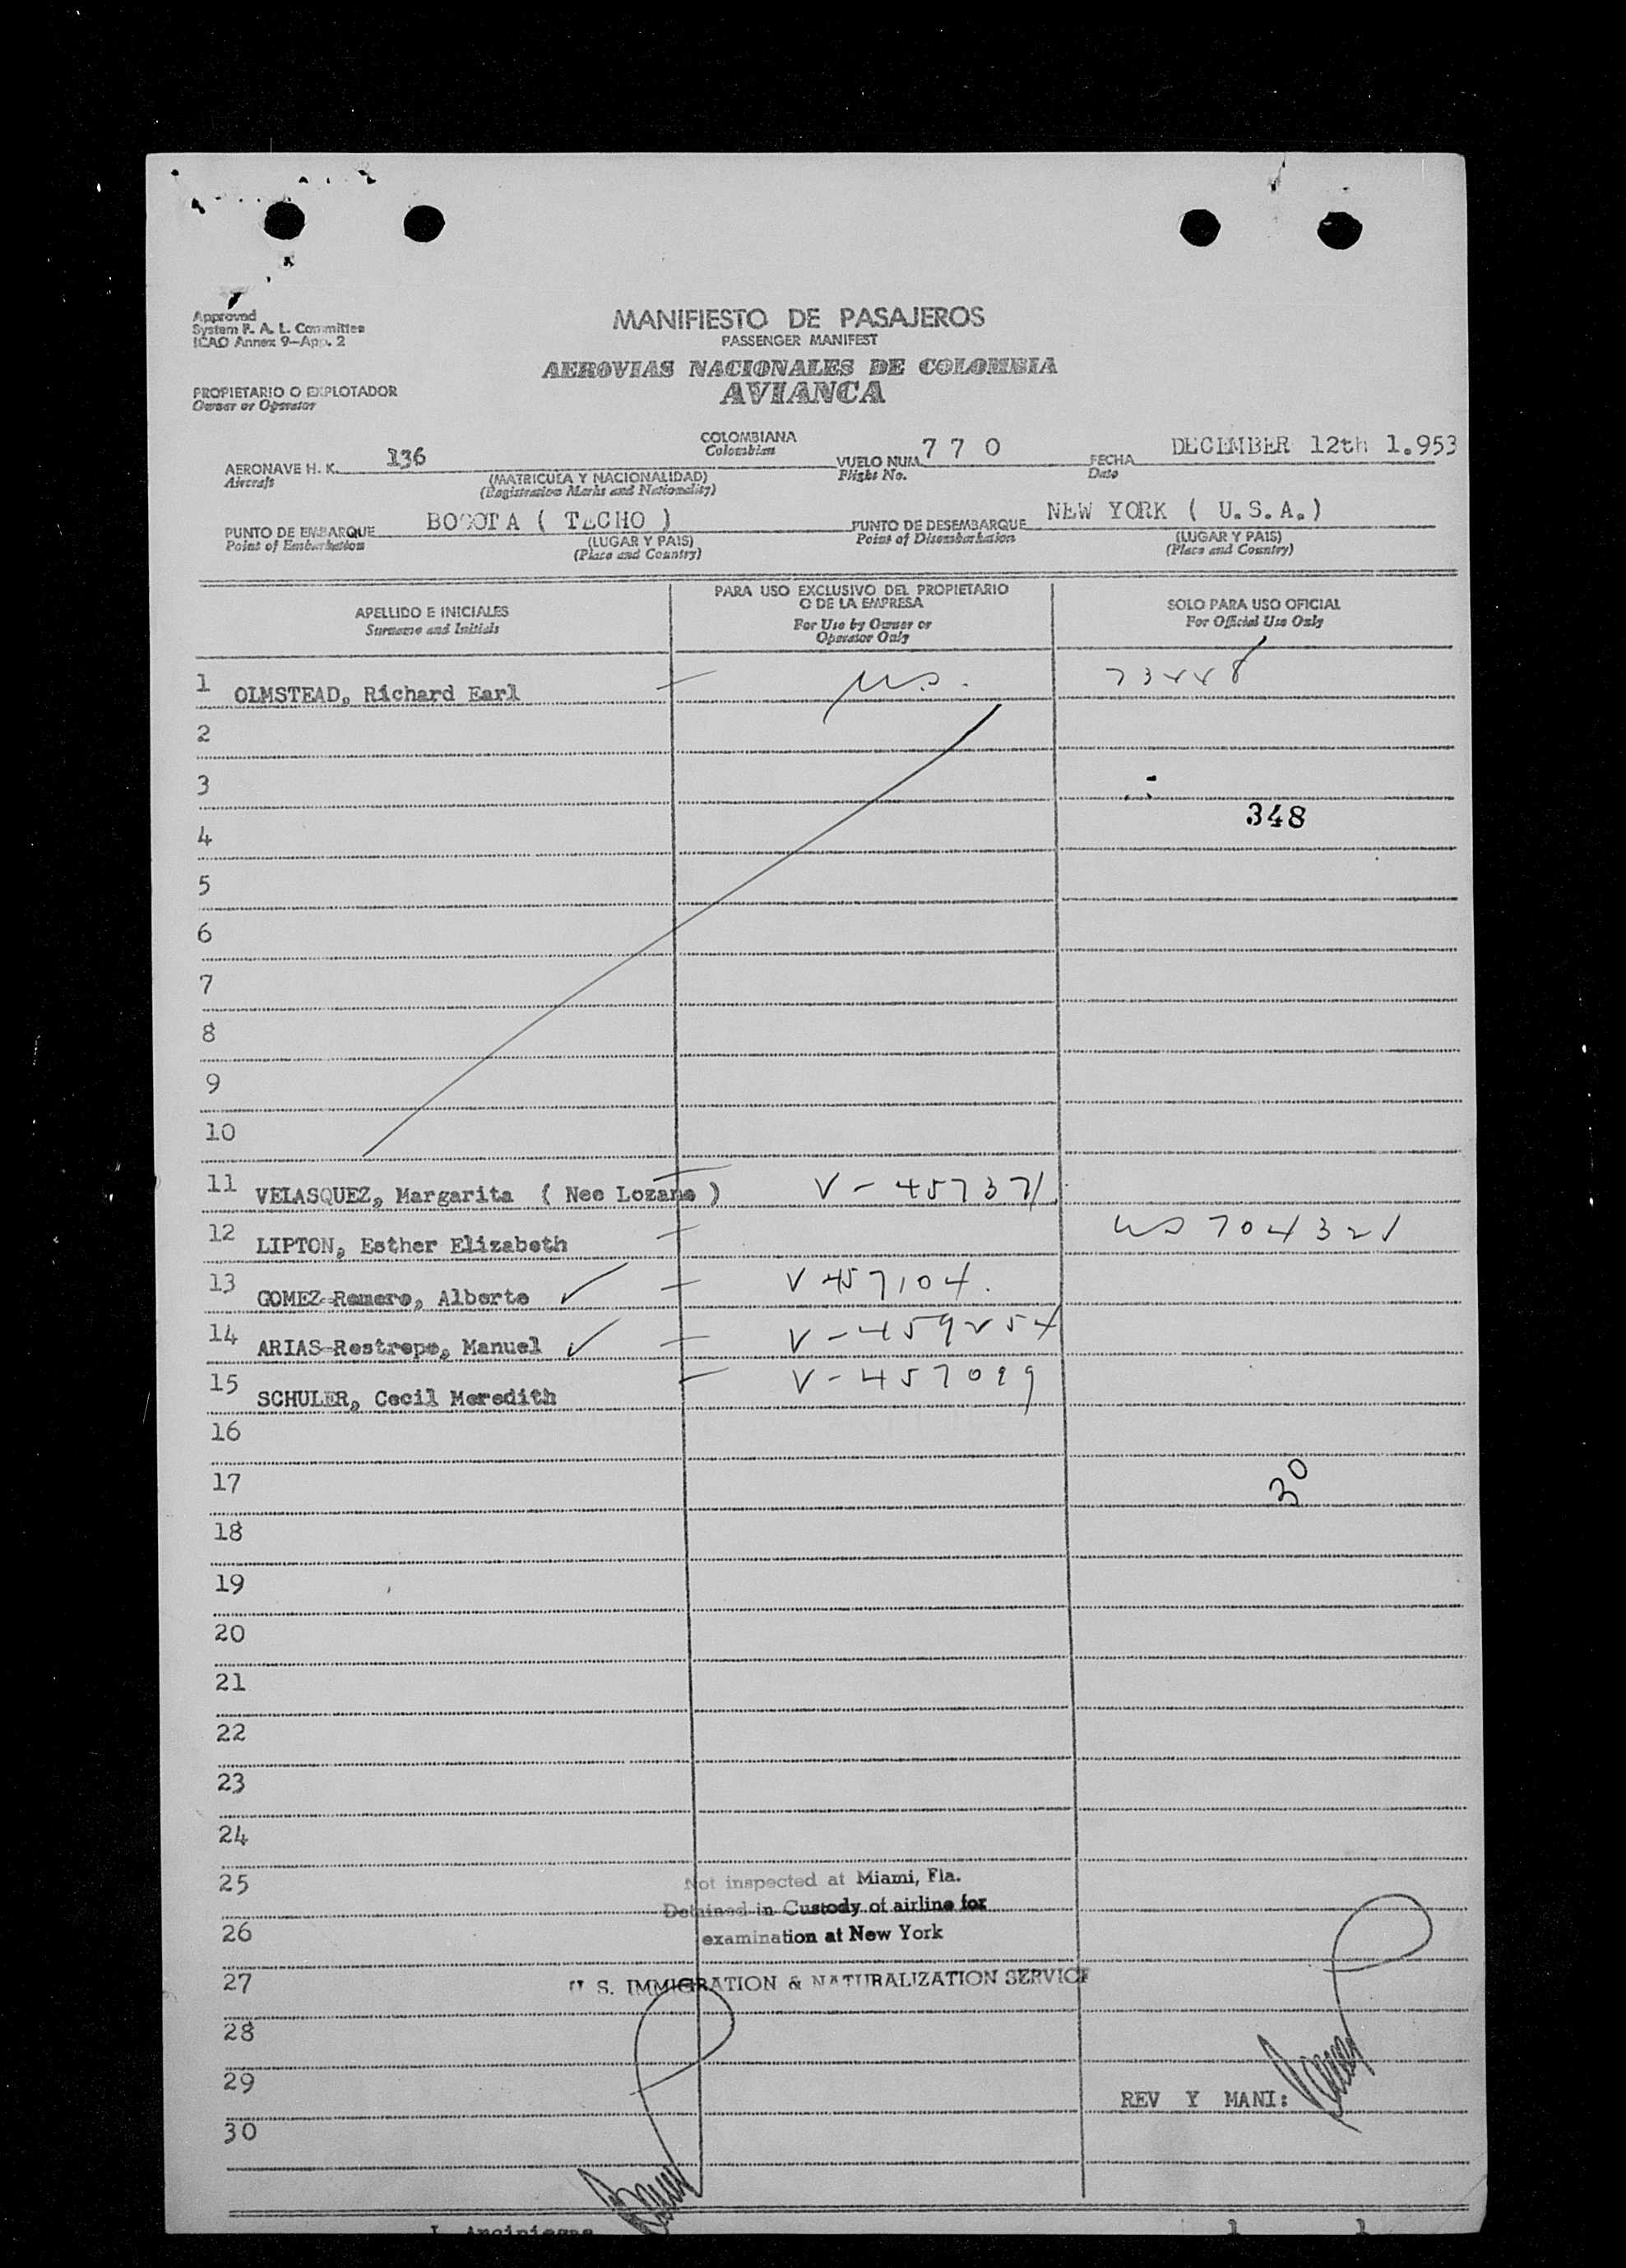 Approved
System F. A. L. Committee
ICAO Annex 9-App. 2
MANIFIESTO DE PASAJEROS
PASSENGER MANIFEST
AEROVIAS NACIONALES DE COLOMBIA
AVIANCA
PROPIETARIO O EXPLOTADOR
Owner or Operator
AERONAVE H. K. 136
Aircraft
COLOMBIANA
Colombian
(MATRICULA Y NACIONALIDAD)
(Registration Marks and Nationality)
VUELO NUM. 7 7 0
Flight No.
FECHA DECEMBER 12th 1.953
Date
PUNTO DE EMBARQUE BOGOTA ( TECHO )
Point of Embarkation
(LUGAR Y PAIS)
(Place and Country)
PUNTO DE DESEMBARQUE NEW YORK ( U.S.A.)
Point of Disembarkation
(LUGAR Y PAIS)
(Place and Country)
APELLIDO E INICIALES
Surname and Initials
PARA USO EXCLUSIVO DEL PROPIETARIO
O DE LA EMPRESA
For Use by Owner or
Operator Only
SOLO PARA USO OFICIAL
For Official Use Only
1 OLMSTEAD, Richard Earl
2
3
348
4
5
6
7
8
9
10
11 VELASQUEZ, Margarita ( Nee Lozano )
12 LIPTON, Esther Elizabeth
13 GOMEZ-Romero, Alberto V 457104.
14 ARIAS-Restrepo, Manuel
15 SCHULER, Cecil Meredith
16
17 30
18
19
20
21
22
23
24
25 Not inspected at Miami, Fla.
Detained in Custody of airline for
26 examination at New York
27 U S. IMMIGRATION & NATURALIZATION SERVICE
28
29
REV Y MANI:
30
1 1